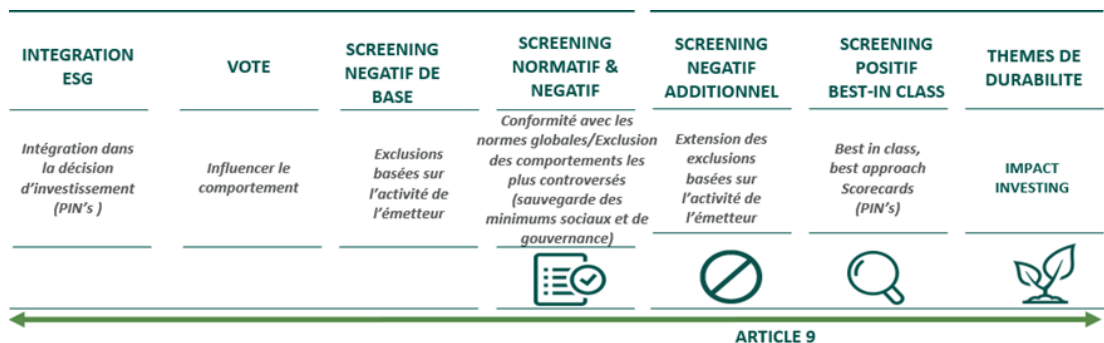 INTEGRATION
ESG
VOTE
SCREENING
NEGATIF DE
BASE
SCREENING
NORMATIF &
NEGATIF
SCREENING
NEGATIF
ADDITIONNEL
SCREENING
POSITIF
BEST-IN CLASS
THEMES DE
DURABILITE
Intégration dans
la décision
d'investissement
(PIN's )
Influencer le
comportement
Exclusions
basées sur
l'activité de
l'émetteur
Conformité avec les
normes globales/Exclusion
des comportements les
plus controversés
(sauvegarde des
minimums sociaux et de
gouvernance)
Extension des
exclusions
basées sur
l'activité de
l'émetteur
Best in class,
best approach
Scorecards
(PIN's)
IMPACT
INVESTING
ARTICLE 9